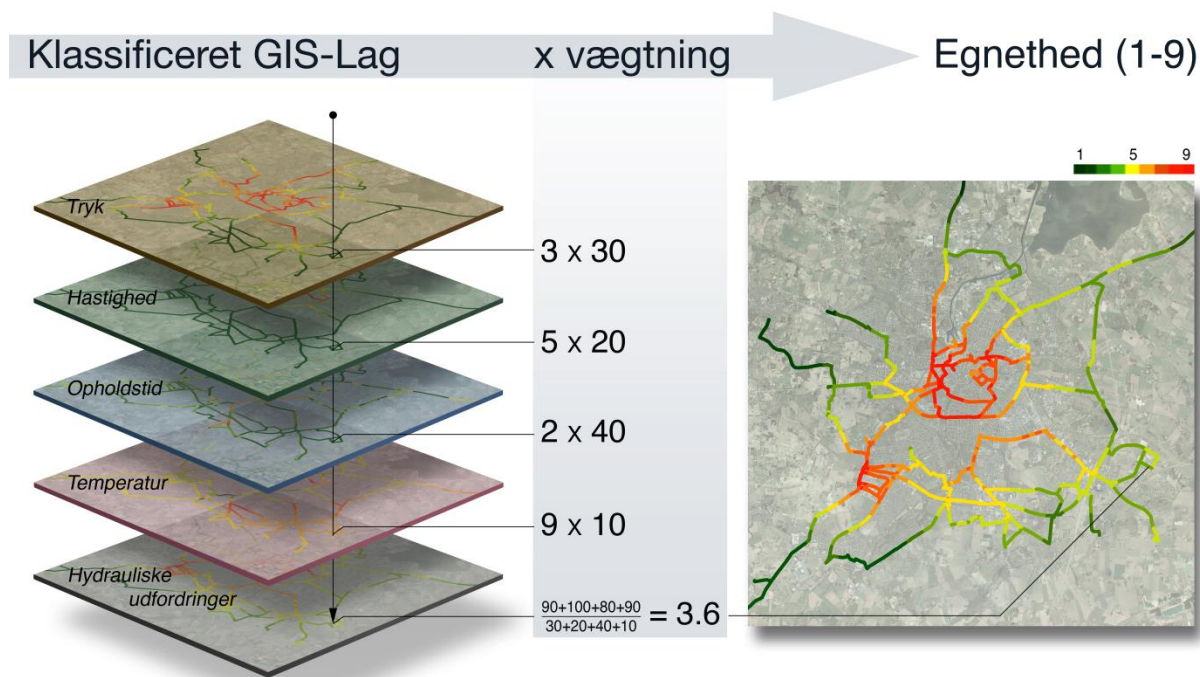 Klassificeret GIS-Lag x vægtning Egnethed (1-9)
1 5 9
Tryk
3 x 30
Hastighed
5 x 20
Opholdstid
2 x 40
Temperatur
9 x 10
Hydrauliske
udfordringer
90+100+80+90
30+20+40+10
= 3.6